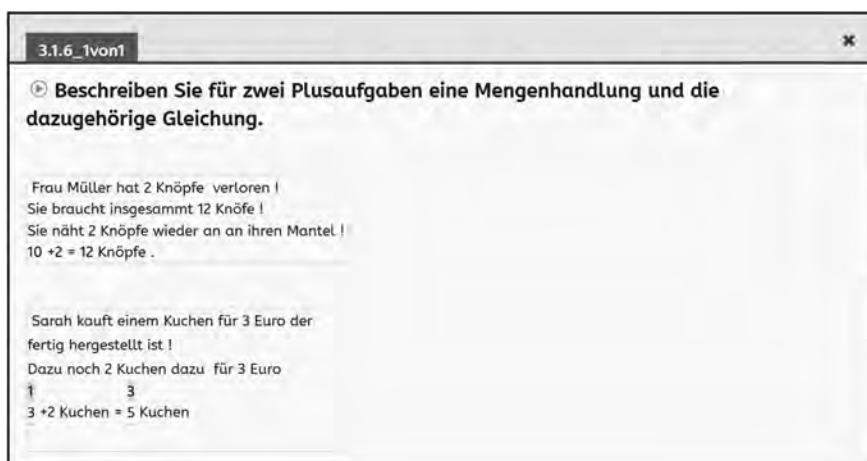 3.1.6_1von1
Beschreiben Sie für zwei Plusaufgaben eine Mengenhandlung und die
dazugehörige Gleichung.
Frau Müller hat 2 Knöpfe verloren !
Sie braucht insgesammt 12 Knöfe !
Sie näht 2 Knöpfe wieder an an ihren Mantel !
10 +2 = 12 Knöpfe .
Sarah kauft einem Kuchen für 3 Euro der
fertig hergestellt ist !
Dazu noch 2 Kuchen dazu für 3 Euro
1 3
3 +2 Kuchen = 5 Kuchen